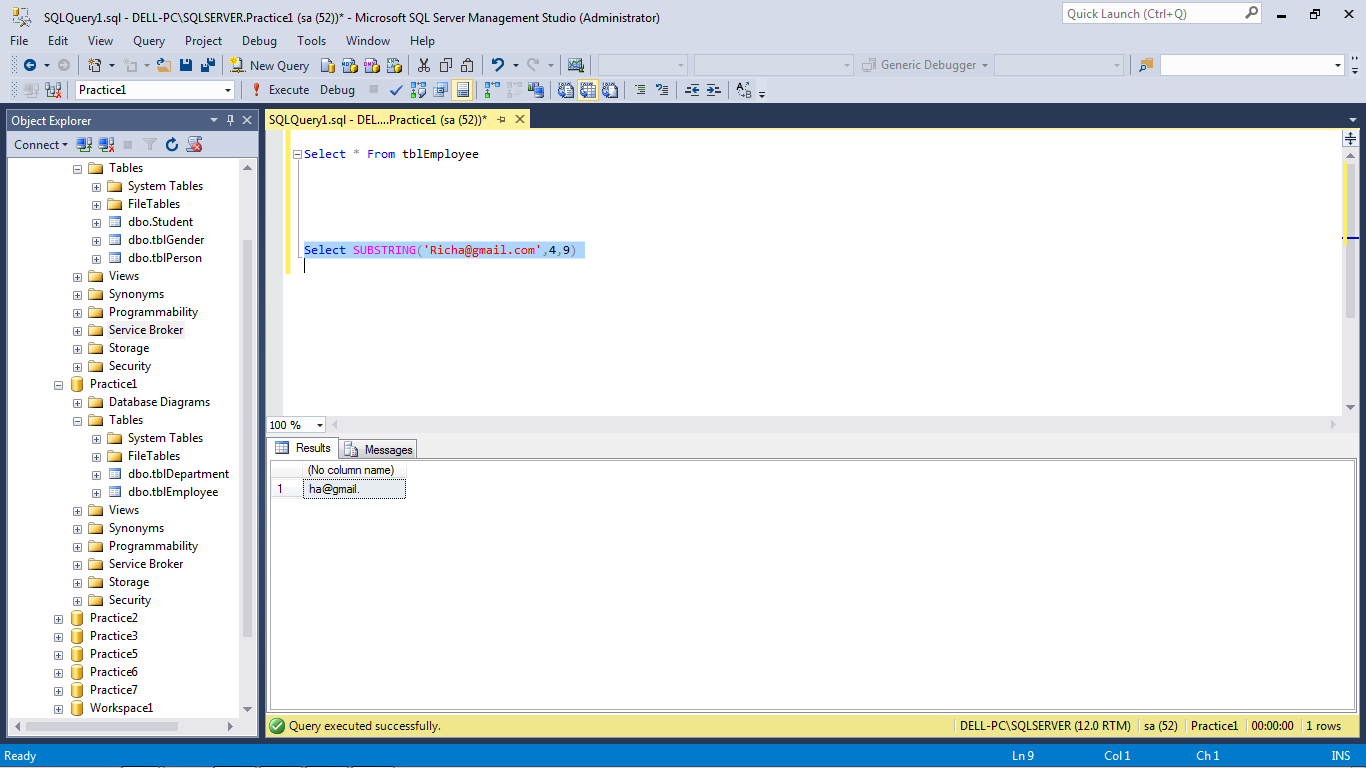 SQLQuery1.sql - DELL-PC\SQLSERVER.Practice1 (sa (52))* - Microsoft SQL Server Management Studio (Administrator)
Quick Launch (Ctrl+Q)
File Edit View Query Project Debug Tools Window Help
New Query
Generic Debugger
Practice1
Execute Debug
Object Explorer
Connect
Tables
System Tables
FileTables
dbo.Student
dbo.tblGender
dbo.tblPerson
Views
Synonyms
Programmability
Service Broker
Storage
Security
Practice1
Database Diagrams
Tables
System Tables
FileTables
dbo.tblDepartment
dbo.tblEmployee
Views
Synonyms
Programmability
Service Broker
Storage
Security
Practice2
Practice3
Practice5
Practice6
Practice7
Workspace1
SQLQuery1.sql - DEL....Practice1 (sa (52))*
Select * From tblEmployee
Select SUBSTRING('Richa@gmail.com',4,9)
100 %
Results Messages
(No column name)
1 ha@gmail.
Query executed successfully.
DELL-PC\SQLSERVER (12.0 RTM) sa (52) Practice1 00:00:00 1 rows
Ready Ln 9 Col 1 Ch 1 INS